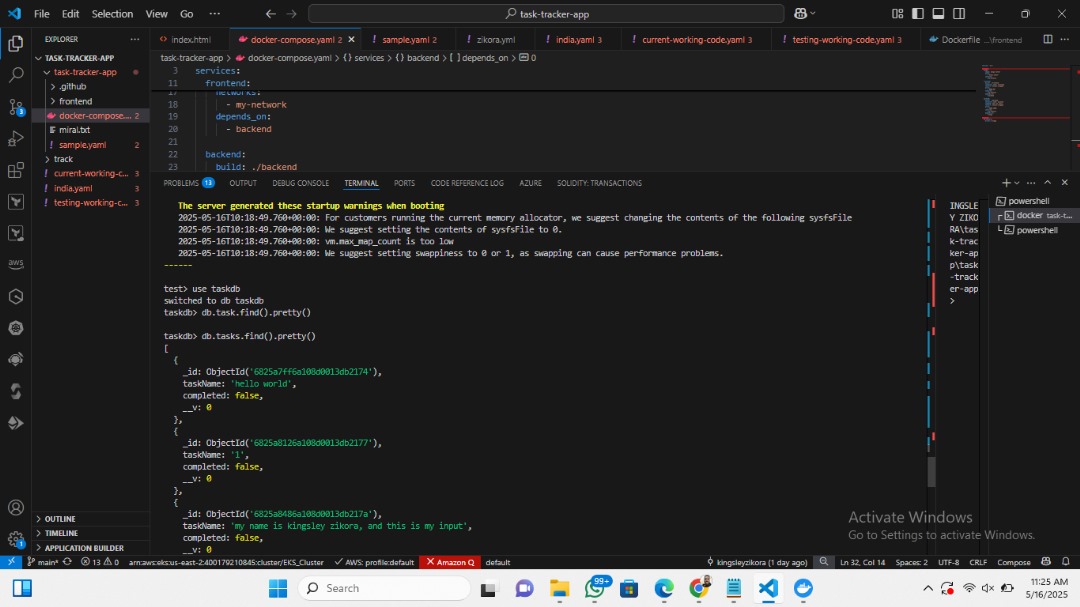 File Edit Selection View Go ··· task-tracker-app
EXPLORER ···
TASK-TRACKER-APP
task-tracker-app
.github
frontend
docker-compose.... 2
miral.txt
sample.yaml 2
track
current-working-c... 3
india.yaml 3
testing-working-c... 3
OUTLINE
TIMELINE
APPLICATION BUILDER
index.html docker-compose.yaml 2 sample.yaml 2 zikora.yml india.yaml 3 current-working-code.yaml 3 testing-working-code.yaml 3 Dockerfile ...\frontend
task-tracker-app > docker-compose.yaml > {} services > {} backend > [ ] depends_on > 0
3 services:
11 frontend:
17 networks:
18 - my-network
19 depends_on:
20 - backend
21
22 backend:
23 build: ./backend
PROBLEMS 13 OUTPUT DEBUG CONSOLE TERMINAL PORTS CODE REFERENCE LOG AZURE SOLIDITY: TRANSACTIONS
The server generated these startup warnings when booting
2025-05-16T10:18:49.760+00:00: For customers running the current memory allocator, we suggest changing the contents of the following sysfsFile
2025-05-16T10:18:49.760+00:00: We suggest setting the contents of sysfsFile to 0.
2025-05-16T10:18:49.760+00:00: vm.max_map_count is too low
2025-05-16T10:18:49.760+00:00: We suggest setting swappiness to 0 or 1, as swapping can cause performance problems.
------
test> use taskdb
switched to db taskdb
taskdb> db.task.find().pretty()
taskdb> db.tasks.find().pretty()
[
{
_id: ObjectId('6825a7ff6a108d0013db2174'),
taskName: 'hello world',
completed: false,
__v: 0
},
{
_id: ObjectId('6825a8126a108d0013db2177'),
taskName: '1',
completed: false,
__v: 0
},
{
_id: ObjectId('6825a8486a108d0013db217a'),
taskName: 'my name is kingsley zikora, and this is my input',
completed: false,
__v: 0
INGSLE
Y ZIKO
RA\tas
k-trac
ker-ap
p\task
-track
er-app
>
powershell
docker task-t...
powershell
Activate Windows
Go to Settings to activate Windows.
main* 13 0 arn:aws:eks:us-east-2:400179210845:cluster/EKS_Cluster AWS: profile:default Amazon Q default kingsleyzikora (1 day ago) Ln 32, Col 14 Spaces: 2 UTF-8 CRLF Compose
Search 99+ 11:25 AM
5/16/2025